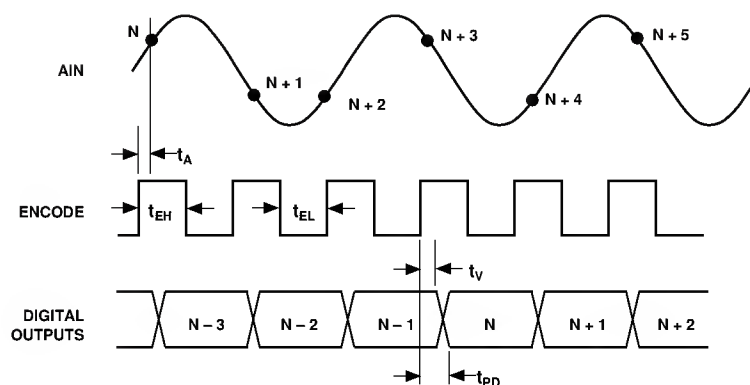 N
N + 3
N + 5
AIN
N + 1
N + 2
N + 4
tA
ENCODE
tEH
tEL
tV
DIGITAL
OUTPUTS
N – 3
N – 2
N – 1
N
N + 1
N + 2
tPD